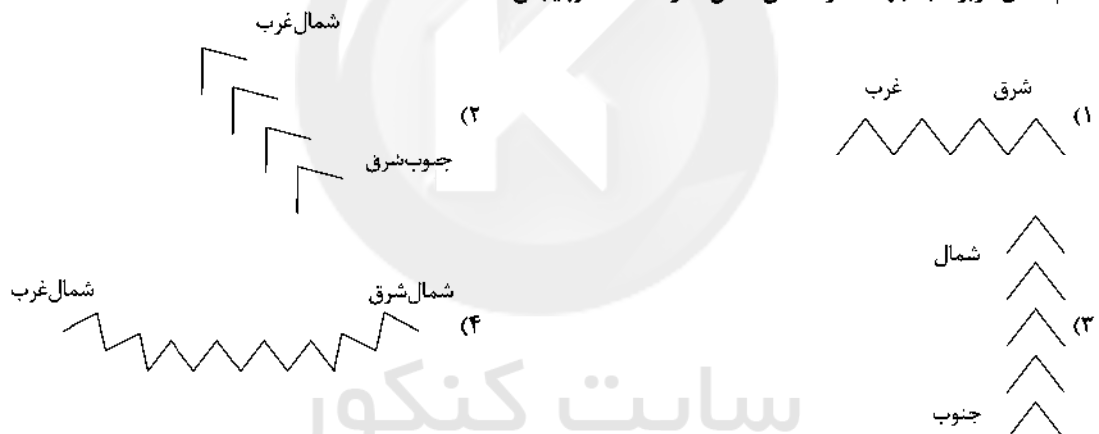 شمال‌غرب
شرق غرب
۱)
۲)
جنوب‌شرق
شمال
شمال‌شرق شمال‌غرب
۳)
۴)
جنوب
سایت کنکور